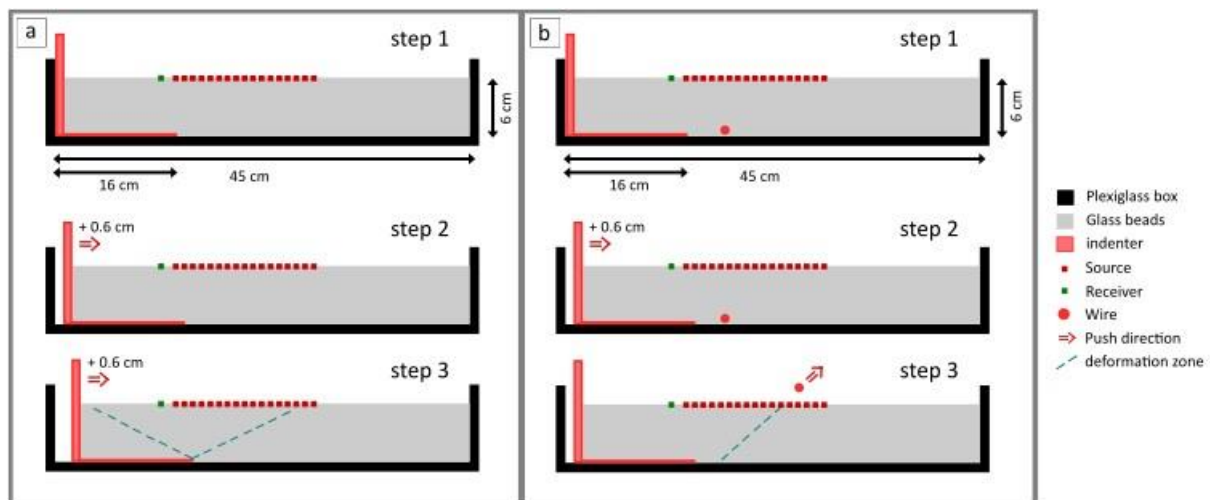 a
step 1
6 cm
16 cm
45 cm
+ 0.6 cm
step 2
+ 0.6 cm
step 3
b
step 1
6 cm
16 cm
45 cm
+ 0.6 cm
step 2
step 3
Plexiglass box
Glass beads
indenter
Source
Receiver
Wire
Push direction
deformation zone